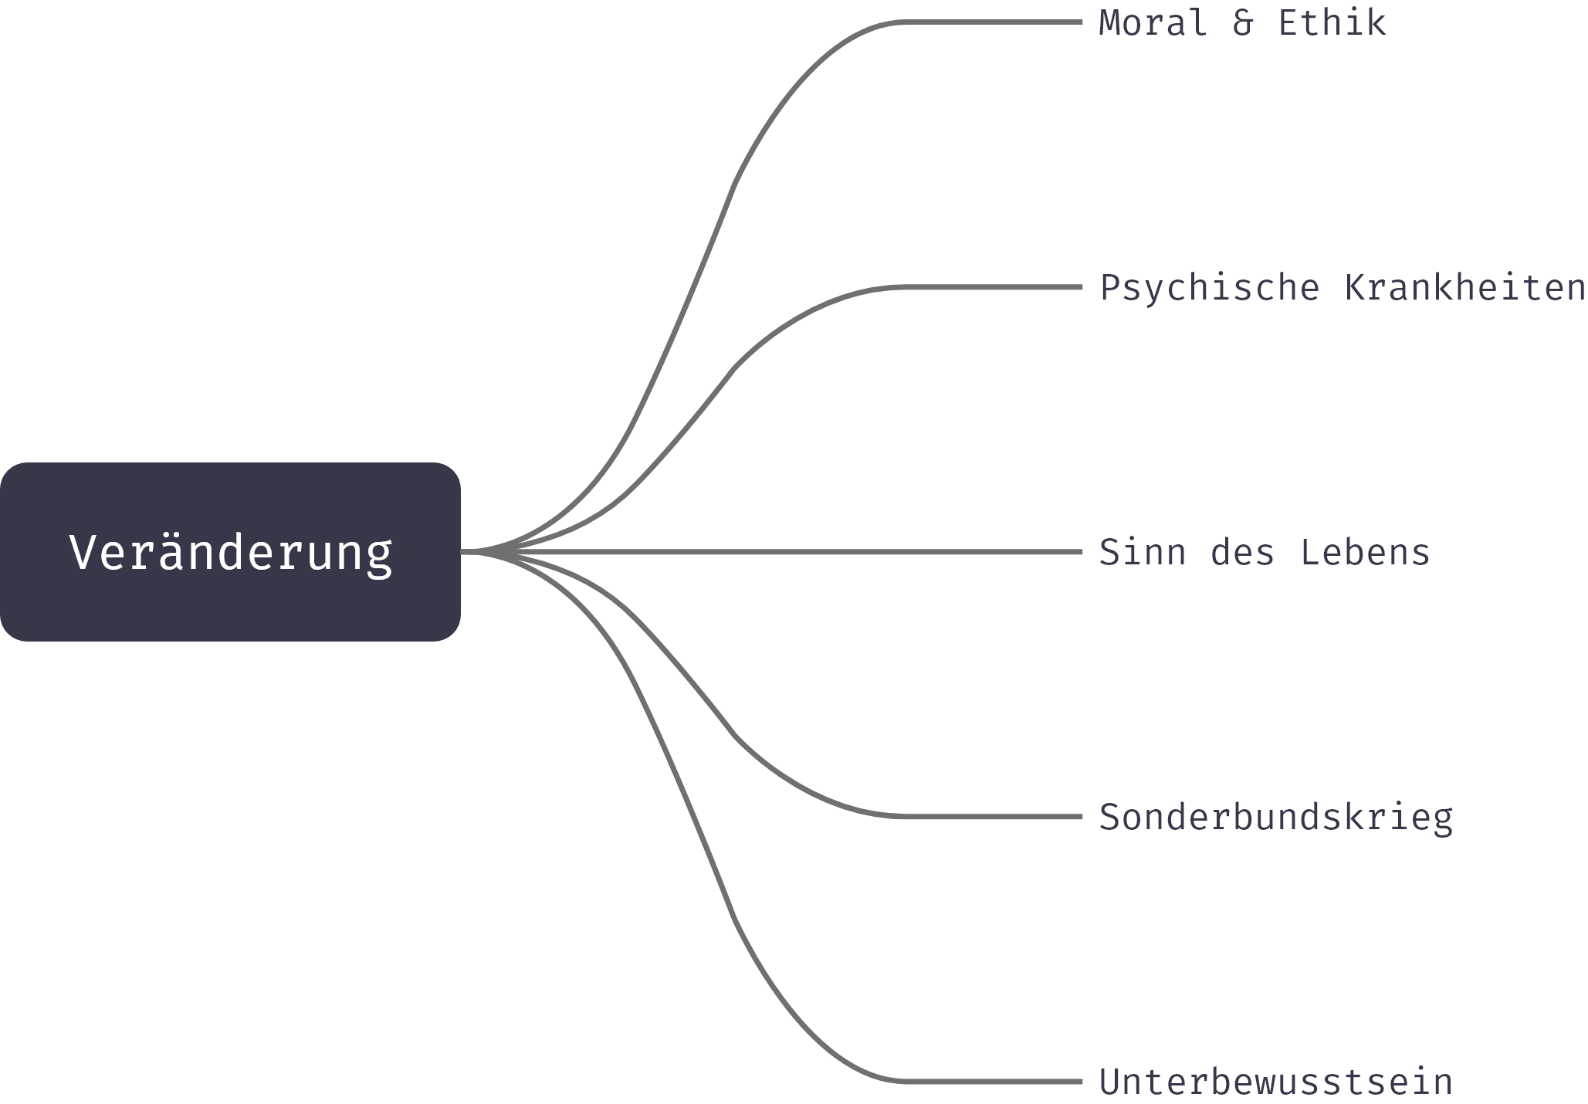 Moral & Ethik
Psychische Krankheiten
Veränderung
Sinn des Lebens
Sonderbundskrieg
Unterbewusstsein